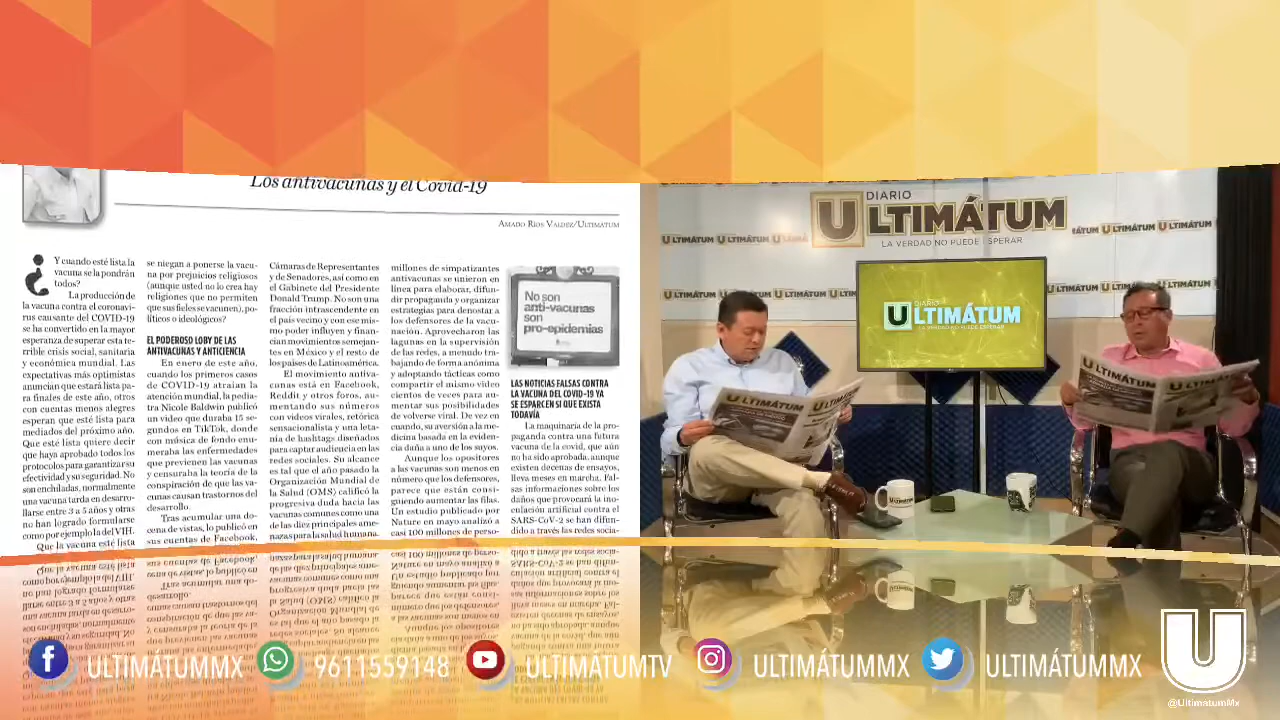 Los antivacunas y el Covid-19
AMADO RÍOS VALDEZ/ULTIMATUM
¿Y cuando esté lista la
vacuna se la pondrán
todos?
La producción de
la vacuna contra el coronavi-
rus causante del COVID-19
se ha convertido en la mayor
esperanza de superar esta te-
rrible crisis social, sanitaria
y económica mundial. Las
expectativas más optimistas
anuncian que estará lista pa-
ra finales de este año, otros
con cuentas menos alegres
esperan que esté lista para
mediados del próximo año.
Que esté lista quiere decir
que haya aprobado todos los
protocolos para garantizar su
efectividad y su seguridad. No
son enchiladas, normalmente
una vacuna tarda en desarro-
llarse entre 3 a 5 años y otras
no han logrado formularse
como por ejemplo la del VIH.
Que la vacuna esté lista
se niegan a ponerse la vacu-
na por prejuicios religiosos
(aunque usted no lo crea hay
religiones que no permiten
que sus fieles se vacunen), po-
líticos o ideológicos?
EL PODEROSO LOBY DE LAS
ANTIVACUNAS Y ANTICIENCIA
En enero de este año,
cuando los primeros casos
de COVID-19 atraían la
atención mundial, la pedia-
tra Nicole Baldwin publicó
un video que duraba 15 se-
gundos en TikTok, donde
con música de fondo enu-
meraba las enfermedades
que previenen las vacunas
y censuraba la teoría de la
conspiración de que las va-
cunas causan trastornos del
desarrollo.
Tras acumular una do-
cena de vistas, lo publicó en
sus cuentas de Facebook,
Cámaras de Representantes
y de Senadores, así como en
el Gabinete del Presidente
Donald Trump. No son una
fracción intrascendente en
el país vecino y con ese mis-
mo poder influyen y finan-
cian movimientos semejan-
tes en México y el resto de
los países de Latinoamérica.
El movimiento antiva-
cunas está en Facebook,
Reddit y otros foros, au-
mentando sus números
con videos virales, retórica
sensacionalista y una leta-
nía de hashtags diseñados
para captar audiencia en las
redes sociales. Su alcance
es tal que el año pasado la
Organización Mundial de
la Salud (OMS) calificó la
progresiva duda hacia las
vacunas comunes como una
de las diez principales ame-
nazas para la salud humana.
millones de simpatizantes
antivacunas se unieron en
línea para elaborar, difun-
dir propaganda y organizar
estrategias para denostar a
los defensores de la vacu-
nación. Aprovecharon las
lagunas en la supervisión
de las redes, a menudo tra-
bajando de forma anónima
y adoptando tácticas como
compartir el mismo video
cientos de veces para au-
mentar sus posibilidades
de volverse viral. De vez en
cuando, su aversión a la me-
dicina basada en la eviden-
cia daña a uno de los suyos.
Aunque los opositores
a las vacunas son menos en
número que los defensores,
parece que están consi-
guiendo aumentar las filas.
Un estudio publicado por
Nature en mayo analizó a
casi 100 millones de perso-
No son
anti-vacunas
son
pro-epidemias
LAS NOTICIAS FALSAS CONTRA
LA VACUNA DEL COVID-19 YA
SE ESPARCEN SI QUE EXISTA
TODAVÍA
La maquinaria de la pro-
paganda contra una futura
vacuna de la covid, que aún
no ha sido aprobada, aunque
existen decenas de ensayos,
lleva meses en marcha. Fal-
sas informaciones sobre los
daños que provocará la ino-
culación artificial contra el
SARS-CoV-2 se han difun-
dido a través las redes socia-
DIARIO
ULTIMÁTUM
LA VERDAD NO PUEDE ESPERAR
ULTIMÁTUM
ULTIMÁTUM
ULTIMÁTUM
ULTIMÁTUM
DIARIO
ULTIMÁTUM
LA VERDAD NO PUEDE ESPERAR
ULTIMÁTUM
ULTIMÁTUM
ULTIMÁTUM
ULTIMÁTUM
ULTIMÁTUMMX
9611559148
ULTIMÁTUMTV
ULTIMÁTUMMX
ULTIMÁTUMMX
U
@UltimatumMx